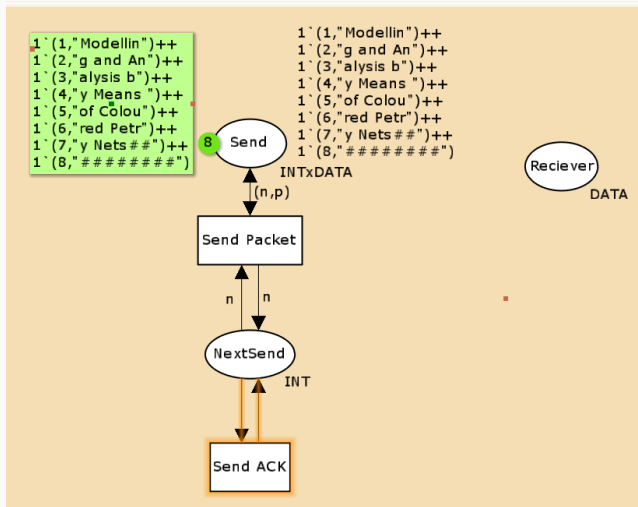 1`(1,"Modellin")++
1`(2,"g and An")++
1`(3,"alysis b")++
1`(4,"y Means ")++
1`(5,"of Colou")++
1`(6,"red Petr")++
1`(7,"y Nets##")++
1`(8,"########")
1`(1,"Modellin")++
1`(2,"g and An")++
1`(3,"alysis b")++
1`(4,"y Means ")++
1`(5,"of Colou")++
1`(6,"red Petr")++
1`(7,"y Nets##")++
1`(8,"########")
8
Send
INTxDATA
Reciever
DATA
(n,p)
Send Packet
n
n
NextSend
INT
Send ACK